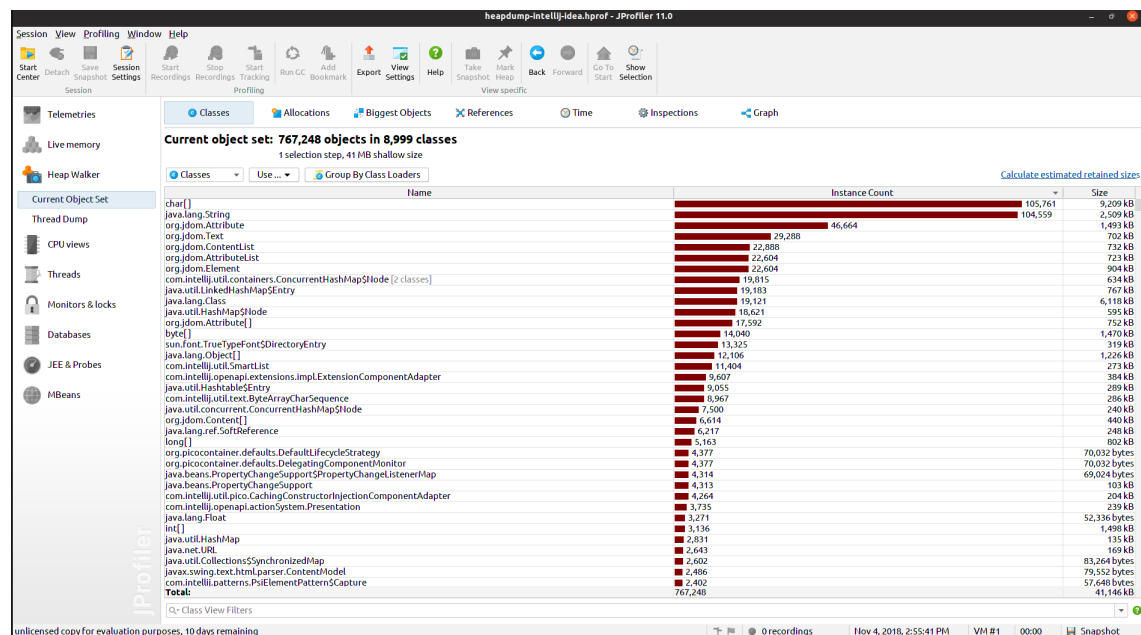 heapdump-intellij-idea.hprof - JProfiler 11.0
Session View Profiling Window Help
Start Center Detach Save Snapshot Session Settings Start Recordings Stop Recordings Start Tracking Run GC Add Bookmark Export View Settings Help Take Snapshot Mark Heap Back Forward Go To Start Show Selection
Session Profiling View specific
Telemetries
Live memory
Heap Walker
Current Object Set
Thread Dump
CPU views
Threads
Monitors & locks
Databases
JEE & Probes
MBeans
JProfiler
Classes Allocations Biggest Objects References Time Inspections Graph
Current object set: 767,248 objects in 8,999 classes
1 selection step, 41 MB shallow size
Classes Use ... Group By Class Loaders Calculate estimated retained sizes
Name Instance Count Size
char[] 105,761 9,209 kB
java.lang.String 104,559 2,509 kB
org.jdom.Attribute 46,664 1,493 kB
org.jdom.Text 29,288 702 kB
org.jdom.ContentList 22,888 732 kB
org.jdom.AttributeList 22,604 723 kB
org.jdom.Element 22,604 904 kB
com.intellij.util.containers.ConcurrentHashMap$Node [2 classes] 19,815 634 kB
java.util.LinkedHashMap$Entry 19,183 767 kB
java.lang.Class 19,121 6,118 kB
java.util.HashMap$Node 18,621 595 kB
org.jdom.Attribute[] 17,592 752 kB
byte[] 14,040 1,470 kB
sun.font.TrueTypeFont$DirectoryEntry 13,325 319 kB
java.lang.Object[] 12,106 1,226 kB
com.intellij.util.SmartList 11,404 273 kB
com.intellij.openapi.extensions.impl.ExtensionComponentAdapter 9,607 384 kB
java.util.Hashtable$Entry 9,055 289 kB
com.intellij.util.text.ByteArrayCharSequence 8,967 286 kB
java.util.concurrent.ConcurrentHashMap$Node 7,500 240 kB
org.jdom.Content[] 6,614 440 kB
java.lang.ref.SoftReference 6,217 248 kB
long[] 5,163 802 kB
org.picocontainer.defaults.DefaultLifecycleStrategy 4,377 70,032 bytes
org.picocontainer.defaults.DelegatingComponentMonitor 4,377 70,032 bytes
java.beans.PropertyChangeSupport$PropertyChangeListenerMap 4,314 69,024 bytes
java.beans.PropertyChangeSupport 4,313 103 kB
com.intellij.util.pico.CachingConstructorInjectionComponentAdapter 4,264 204 kB
com.intellij.openapi.actionSystem.Presentation 3,735 239 kB
java.lang.Float 3,271 52,336 bytes
int[] 3,136 1,498 kB
java.util.HashMap 2,831 135 kB
java.net.URL 2,643 169 kB
java.util.Collections$SynchronizedMap 2,602 83,264 bytes
javax.swing.text.html.parser.ContentModel 2,486 79,552 bytes
com.intellij.patterns.PsiElementPattern$Capture 2,402 57,648 bytes
Total: 767,248 41,146 kB
Class View Filters
unlicensed copy for evaluation purposes, 10 days remaining 0 recordings Nov 4, 2018, 2:55:41 PM VM #1 00:00 Snapshot